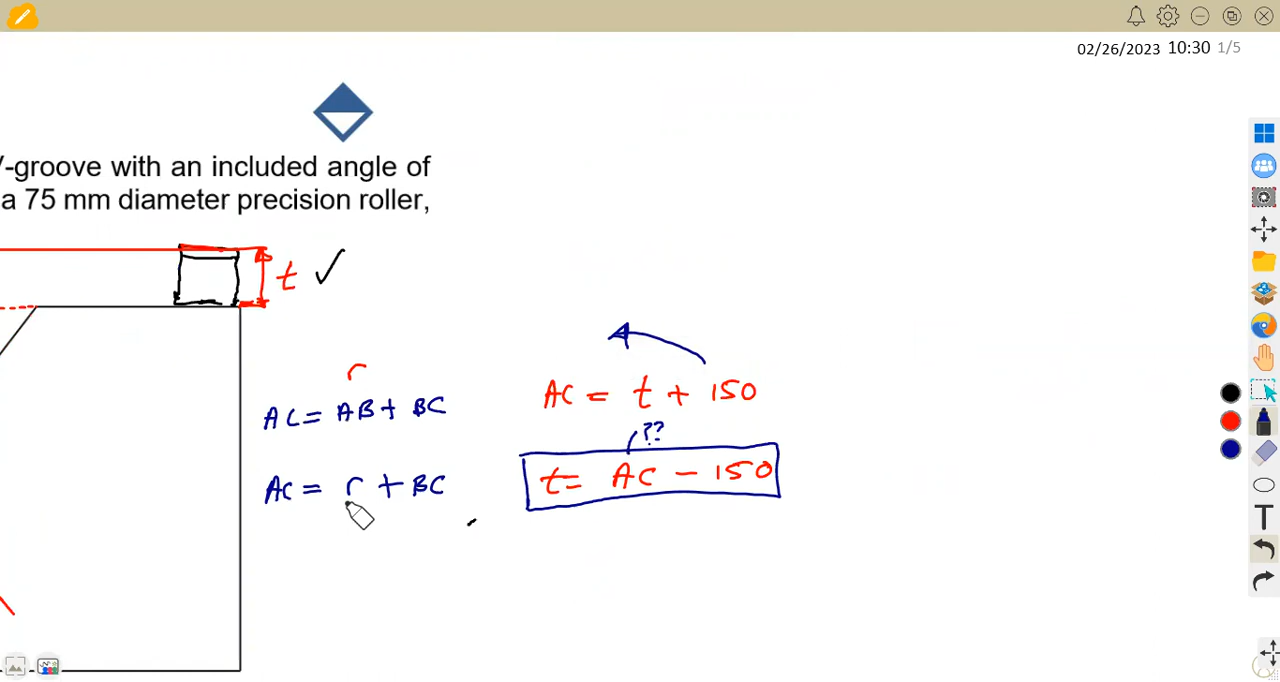 02/26/2023 10:30 1/5
-groove with an included angle of
a 75 mm diameter precision roller,
t ✓
r
AC = AB + BC
AC = t + 150
??
t = AC - 150
AC = r + BC